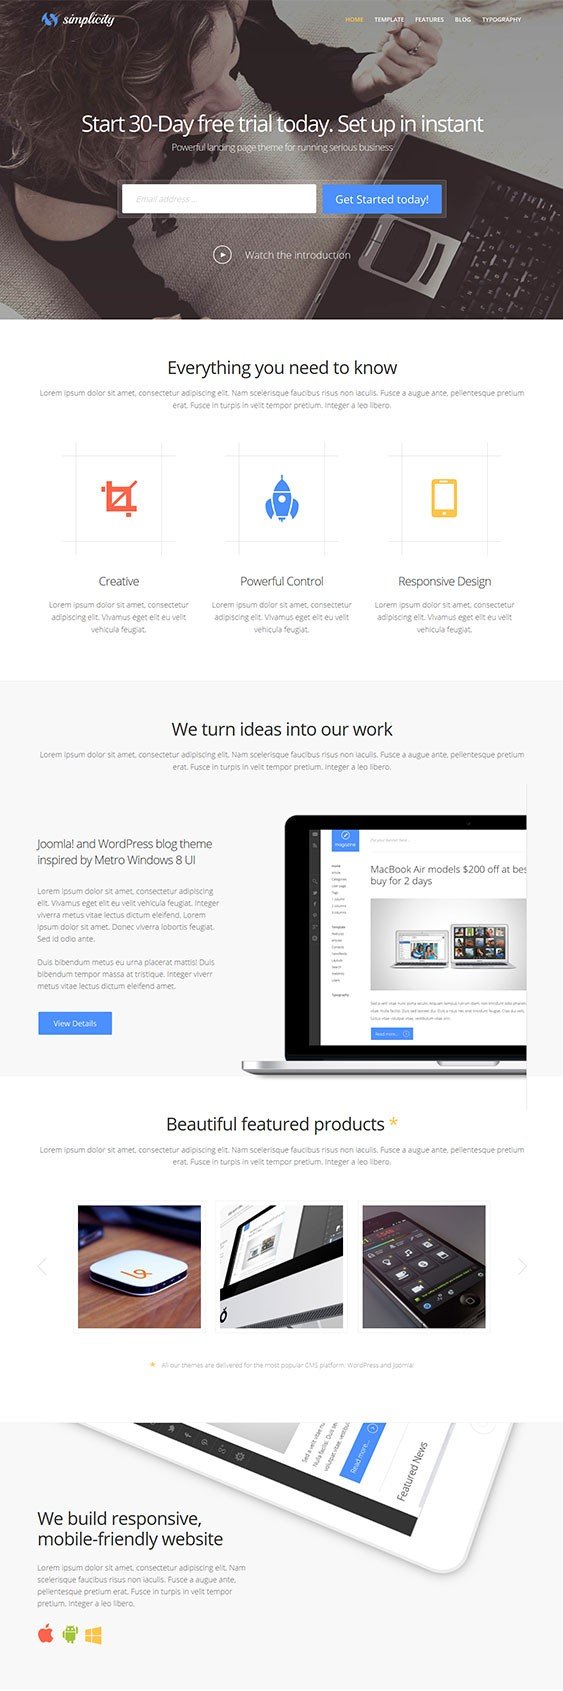 simplicity
HOME TEMPLATE FEATURES BLOG TYPOGRAPHY
Start 30-Day free trial today. Set up in instant
Powerful landing page theme for running serious business
Email address ...
Get Started today!
Watch the introduction
Everything you need to know
Lorem ipsum dolor sit amet, consectetur adipiscing elit. Nam scelerisque faucibus risus non iaculis. Fusce a augue ante, pellentesque pretium
erat. Fusce in turpis in velit tempor pretium. Integer a leo libero.
Creative
Lorem ipsum dolor sit amet, consectetur
adipiscing elit. Vivamus eget elit eu velit
vehicula feugiat.
Powerful Control
Lorem ipsum dolor sit amet, consectetur
adipiscing elit. Vivamus eget elit eu velit
vehicula feugiat.
Responsive Design
Lorem ipsum dolor sit amet, consectetur
adipiscing elit. Vivamus eget elit eu velit
vehicula feugiat.
We turn ideas into our work
Lorem ipsum dolor sit amet, consectetur adipiscing elit. Nam scelerisque faucibus risus non iaculis. Fusce a augue ante, pellentesque pretium
erat. Fusce in turpis in velit tempor pretium. Integer a leo libero.
Joomla! and WordPress blog theme
inspired by Metro Windows 8 UI
Lorem ipsum dolor sit amet, consectetur adipiscing
elit. Vivamus vehicula erat turpis. Integer
viverra metus vitae lectus dictum eleifend. Lorem
ipsum dolor sit amet. Donec viverra lobortis feugiat.
Sed id odio ante.
Duis bibendum metus eu urna placerat mattis! Duis
bibendum tempor massa at tristique. Integer viverr
metus vitae lectus dictum eleifend amet.
View Details
magazine
MacBook Air models $200 off at bes
buy for 2 days
Home
Template
Features
Typography
Read more...
Beautiful featured products *
Lorem ipsum dolor sit amet, consectetur adipiscing elit. Nam scelerisque faucibus risus non iaculis. Fusce a augue ante, pellentesque pretium
erat. Fusce in turpis in velit tempor pretium. Integer a leo libero.
* All our themes are delivered for the most popular CMS platform: WordPress and Joomla!
Read more...
Featured News
We build responsive,
mobile-friendly website
Lorem ipsum dolor sit amet, consectetur adipiscing elit. Nam
scelerisque faucibus risus non iaculis. Fusce a augue ante,
pellentesque pretium erat. Fusce in turpis in velit tempor
pretium. Integer a leo libero.